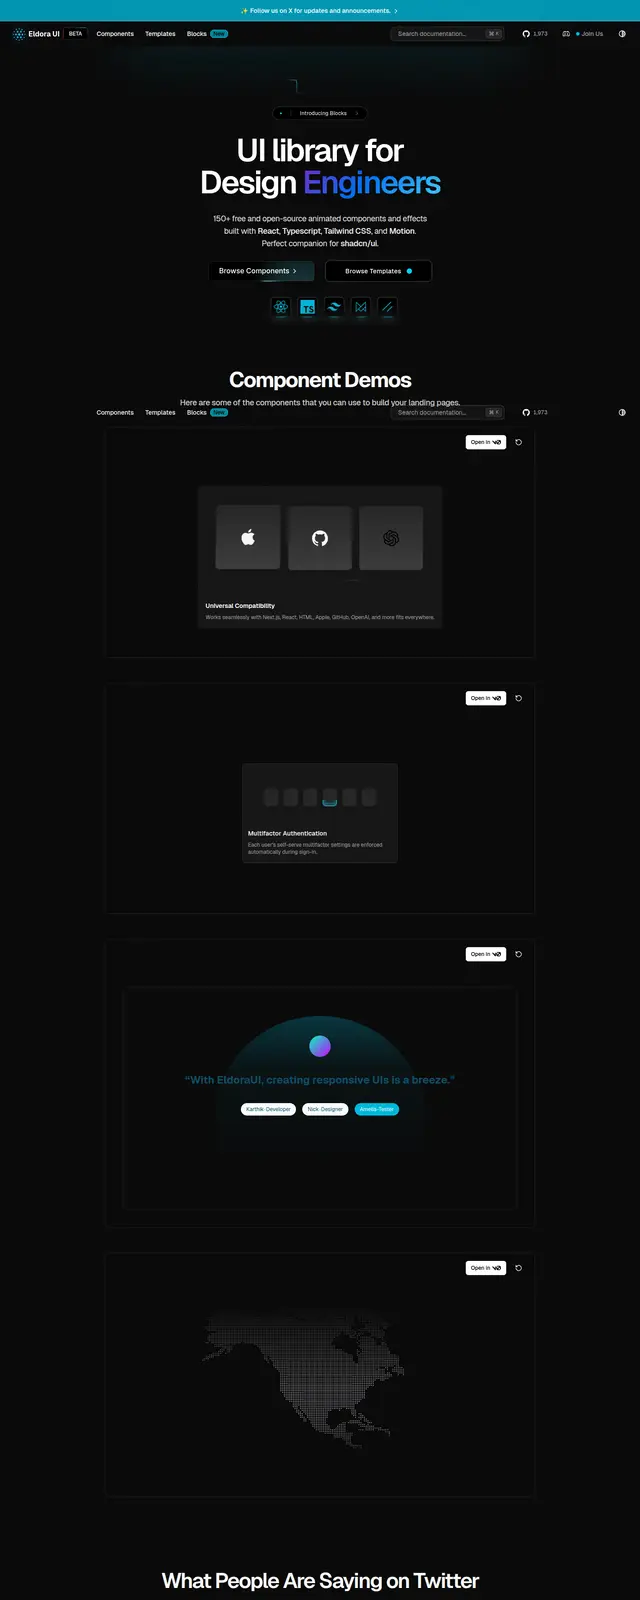 ✨ Follow us on X for updates and announcements. ›
Eldora UI BETA Components Templates Blocks New Search documentation... ⌘ K 1,973 Join Us
Introducing Blocks ›
UI library for
Design Engineers
150+ free and open-source animated components and effects
built with React, Typescript, Tailwind CSS, and Motion.
Perfect companion for shadcn/ui.
Browse Components › Browse Templates
TS
Component Demos
Here are some of the components that you can use to build your landing pages.
Components Templates Blocks New Search documentation... ⌘ K 1,973
Open in v0
Universal Compatibility
Works seamlessly with Next.js, React, HTML, Apple, GitHub, OpenAI, and more fits everywhere.
Open in v0
Multifactor Authentication
Each user's self-serve multifactor settings are enforced
automatically during sign-in.
Open in v0
“With EldoraUI, creating responsive UIs is a breeze.”
Karthik- Developer Nick- Designer Amelia-Tester
Open in v0
What People Are Saying on Twitter